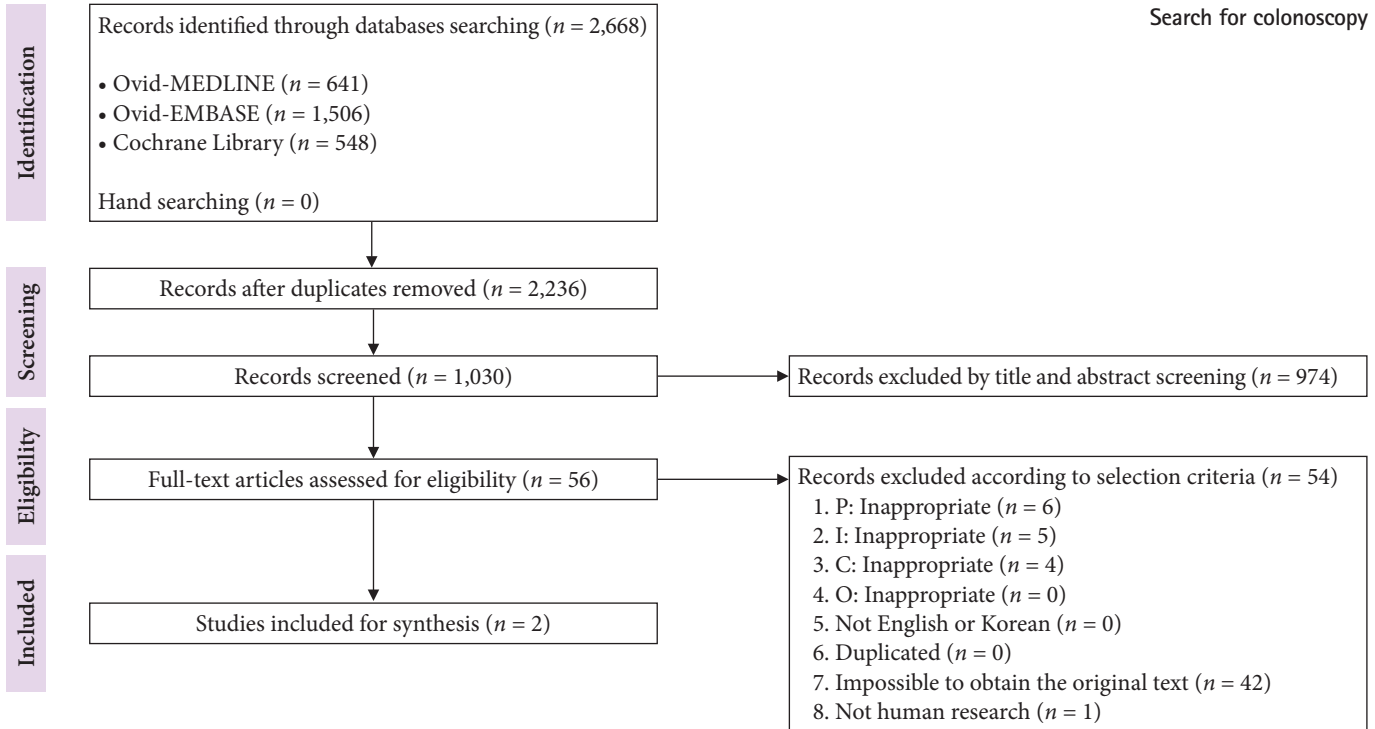 Search for colonoscopy
Identification
Records identified through databases searching (n = 2,668)
• Ovid-MEDLINE (n = 641)
• Ovid-EMBASE (n = 1,506)
• Cochrane Library (n = 548)
Hand searching (n = 0)
Screening
Records after duplicates removed (n = 2,236)
Records screened (n = 1,030)
Records excluded by title and abstract screening (n = 974)
Eligibility
Full-text articles assessed for eligibility (n = 56)
Records excluded according to selection criteria (n = 54)
1. P: Inappropriate (n = 6)
2. I: Inappropriate (n = 5)
3. C: Inappropriate (n = 4)
4. O: Inappropriate (n = 0)
5. Not English or Korean (n = 0)
6. Duplicated (n = 0)
7. Impossible to obtain the original text (n = 42)
8. Not human research (n = 1)
Included
Studies included for synthesis (n = 2)